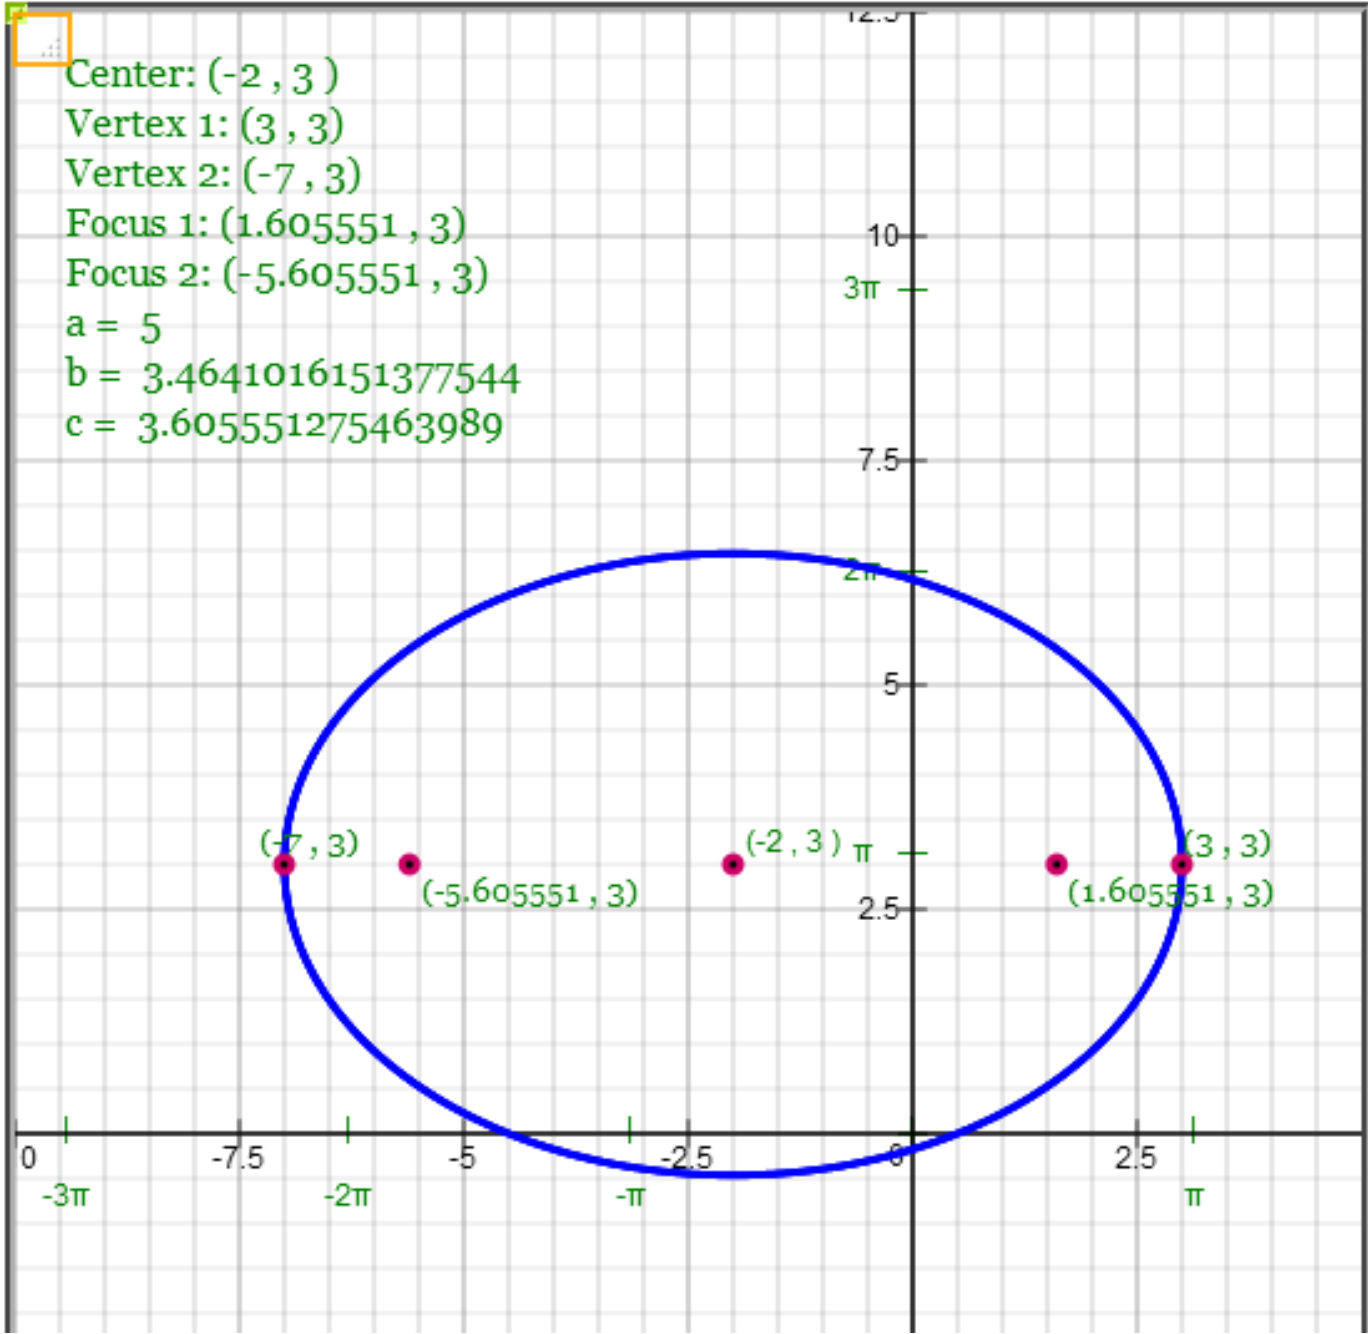 12.5
Center: (-2 , 3 )
Vertex 1: (3 , 3)
Vertex 2: (-7 , 3)
Focus 1: (1.605551 , 3)
Focus 2: (-5.605551 , 3)
a = 5
b = 3.4641016151377544
c = 3.605551275463989
10
3π
7.5
2π
5
(-7 , 3)
(-2 , 3 )
π
(3 , 3)
(-5.605551 , 3)
(1.605551 , 3)
2.5
0 -7.5 -5 -2.5 0 2.5
-3π -2π -π π